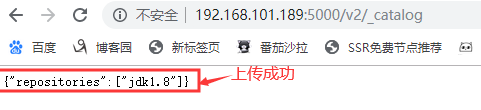 不安全 | 192.168.101.189:5000/v2/_catalog
百度 博客园 新标签页 番茄沙拉 SSR免费节点推荐
{"repositories":["jdk1.8"]} 上传成功